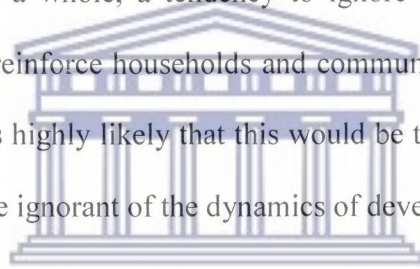 a whole, a tendency to ignore
reinforce households and commun
highly likely that this would be t
ignorant of the dynamics of deve